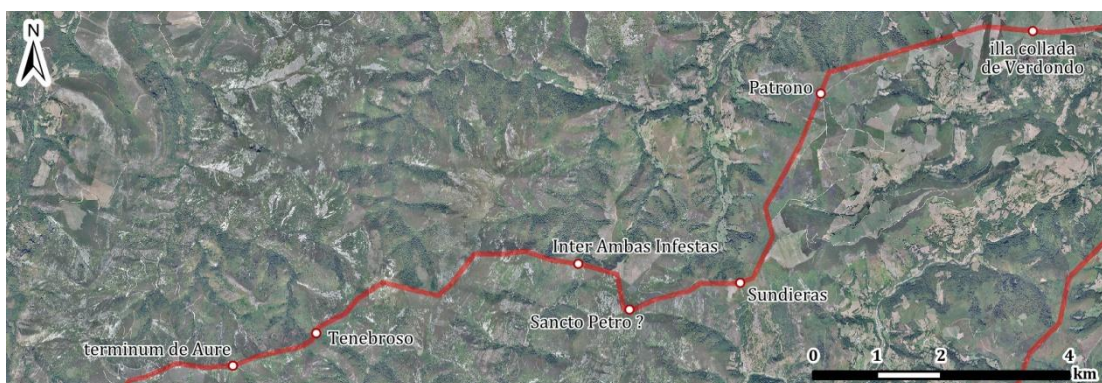 N
illa collada
de Verdondo
Patrono
Inter Ambas Infestas
Sundieras
Sancto Petro ?
Tenebroso
terminum de Aure
0 1 2 4
km